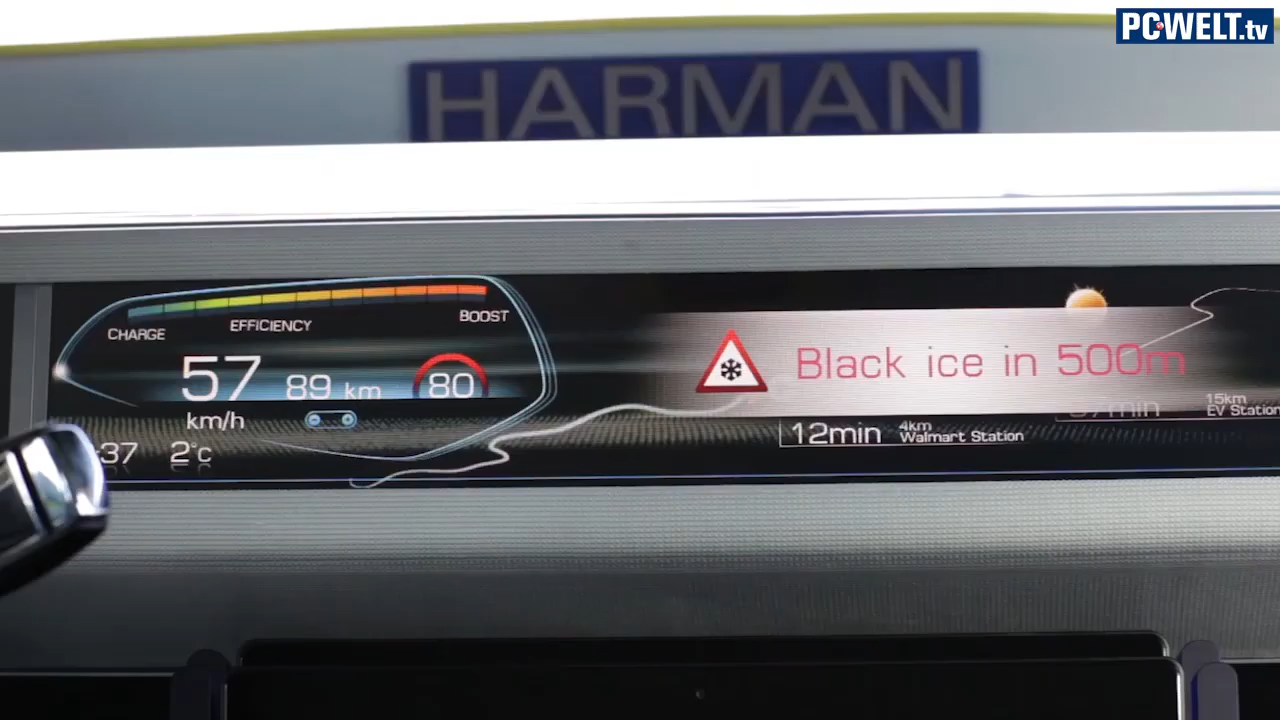 PCWELT.tv
HARMAN
CHARGE
EFFICIENCY
BOOST
57
km/h
89 km
80
37
2°c
Black ice in 500m
12min
4km
Walmart Station
15km
EV Station